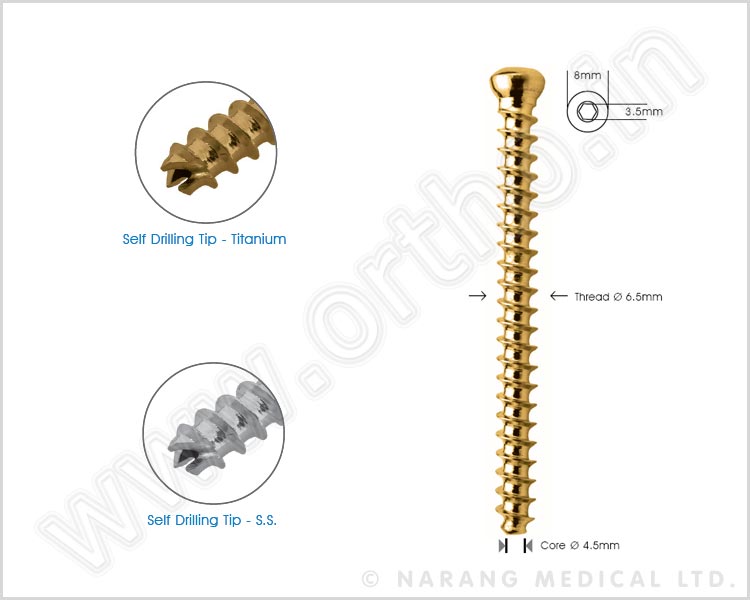 8mm
3.5mm
Self Drilling Tip - Titanium
Thread Ø 6.5mm
Self Drilling Tip - S.S.
Core Ø 4.5mm
www.ortho.in
© NARANG MEDICAL LTD.